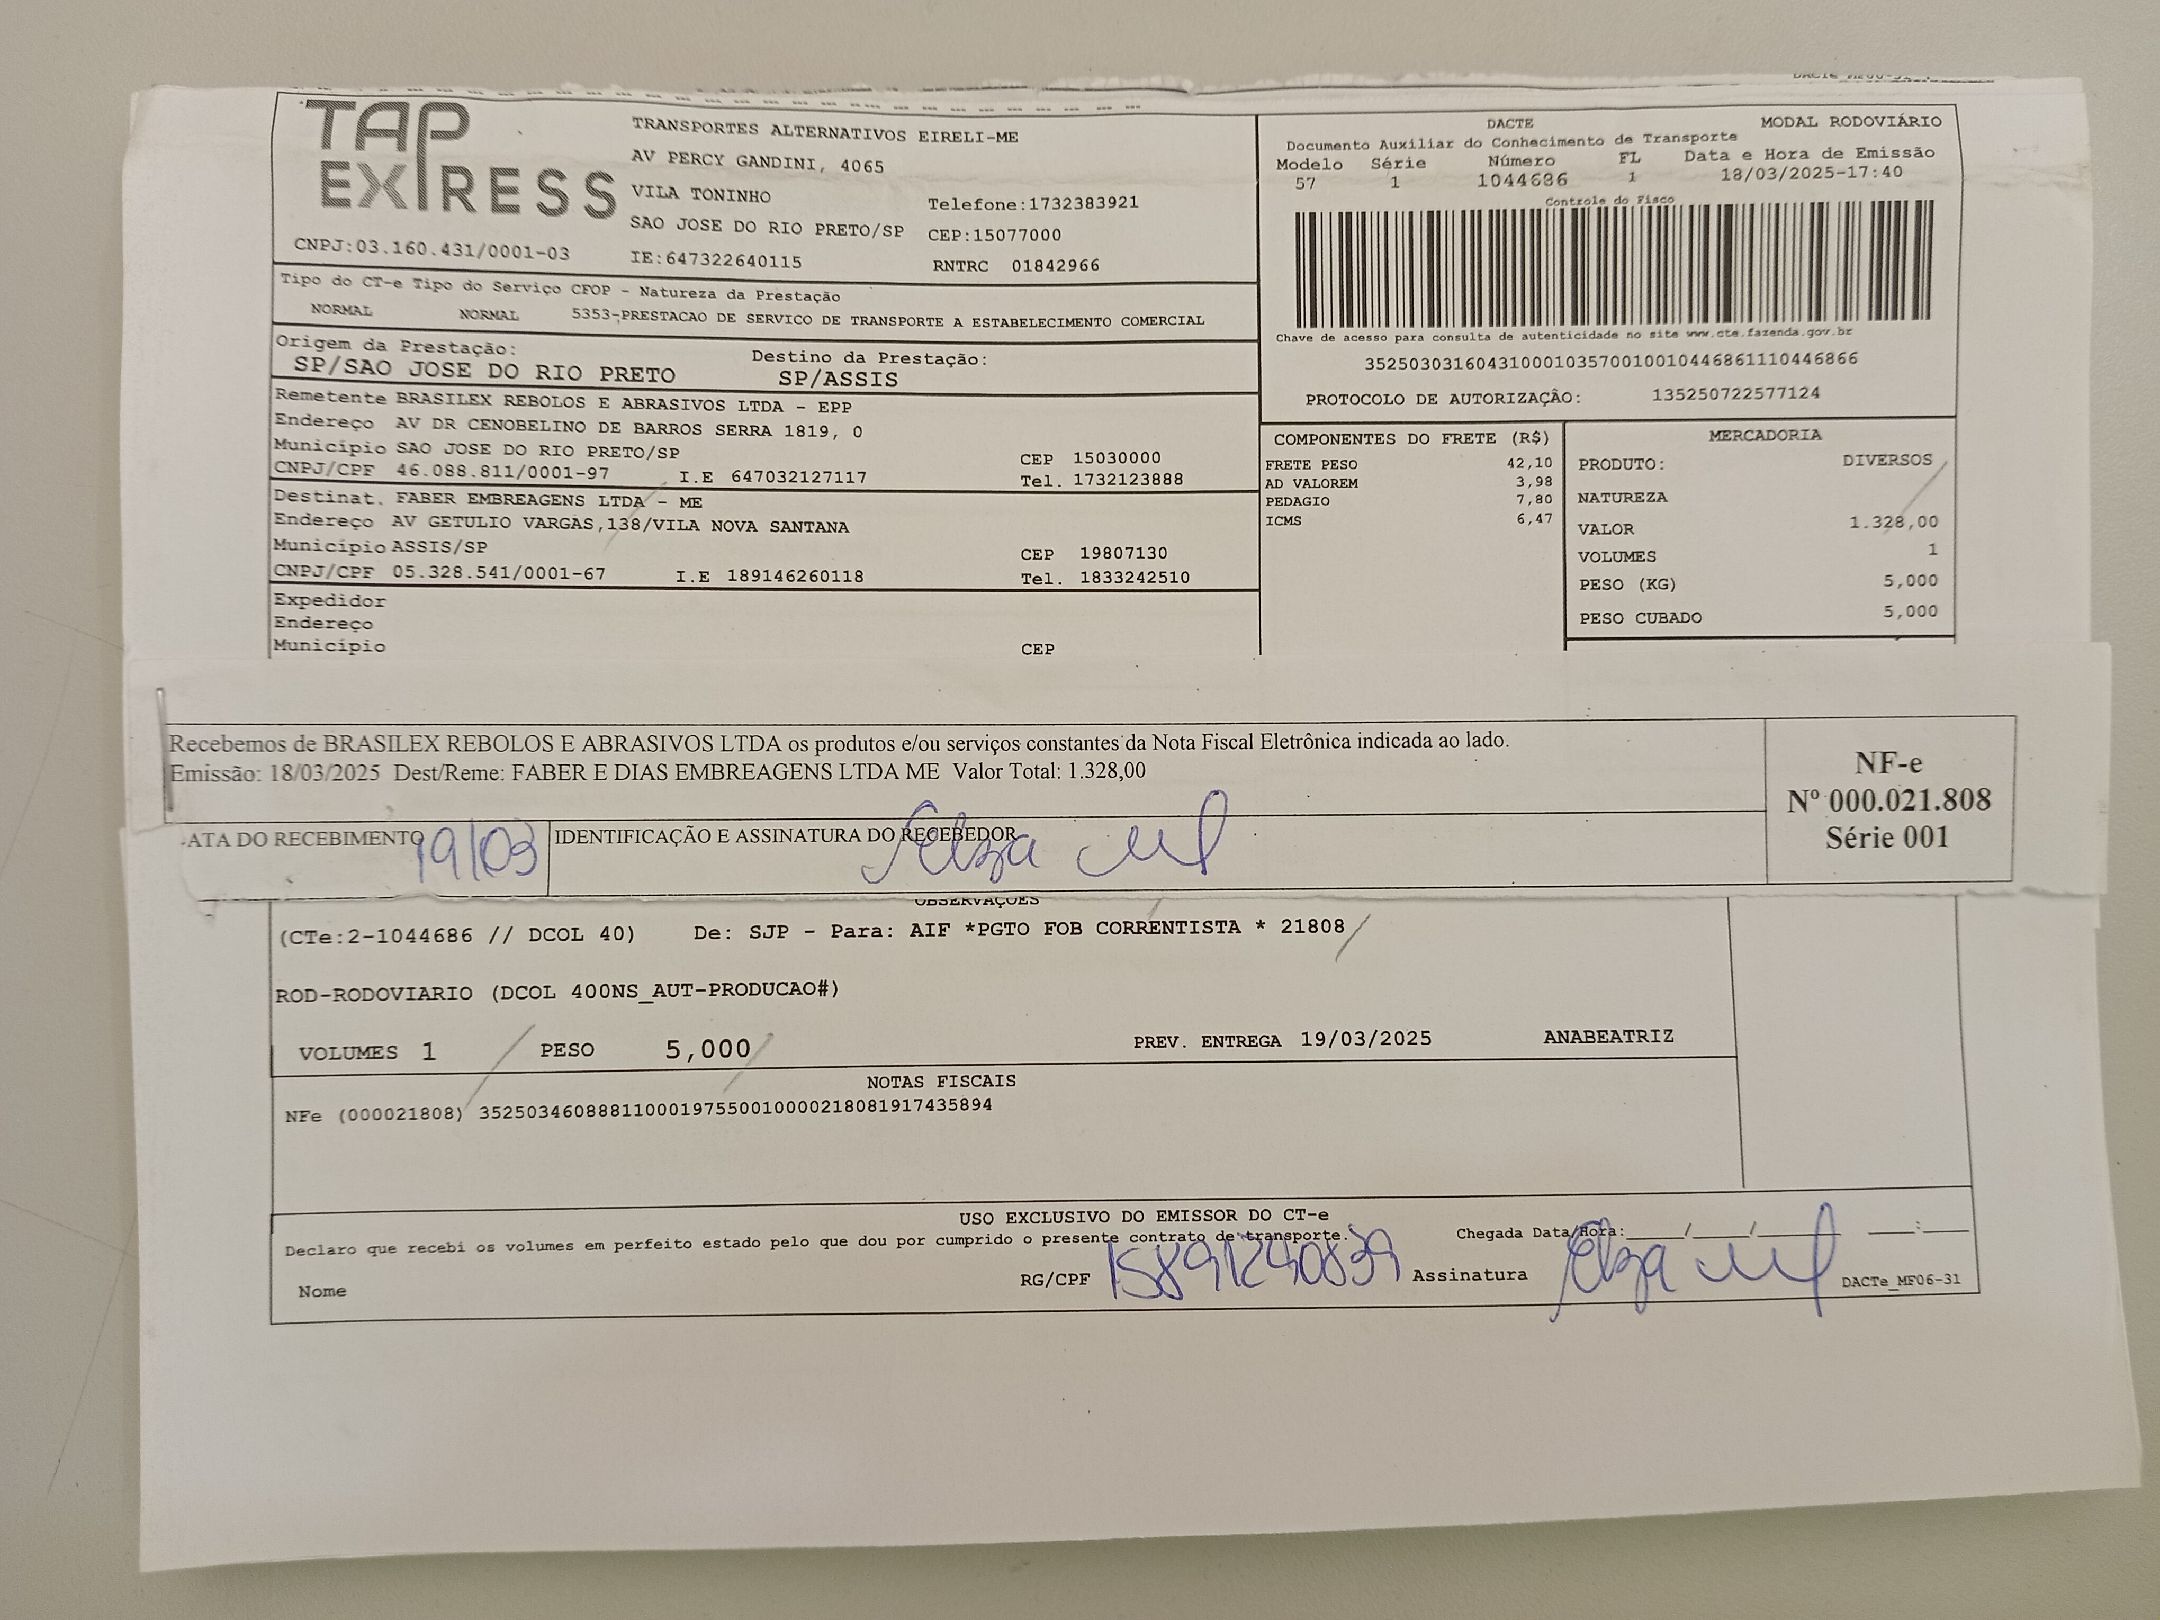 TAP
EXPRESS
TRANSPORTES ALTERNATIVOS EIRELI-ME
AV PERCY GANDINI, 4065
VILA TONINHO
Telefone:1732383921
SAO JOSE DO RIO PRETO/SP CEP:15077000
CNPJ:03.160.431/0001-03
IE:647322640115
RNTRC 01842966
DACTE MODAL RODOVIÁRIO
Documento Auxiliar do Conhecimento de Transporte
Modelo Série Número FL Data e Hora de Emissão
57 1 1044686 1 18/03/2025-17:40
Controle do Fisco
Chave de acesso para consulta de autenticidade no site www.cte.fazenda.gov.br
35250303160431000103570010010446861110446866
PROTOCOLO DE AUTORIZAÇÃO: 135250722577124
Tipo do CT-e Tipo do Serviço CFOP - Natureza da Prestação
NORMAL NORMAL 5353-PRESTACAO DE SERVICO DE TRANSPORTE A ESTABELECIMENTO COMERCIAL
Origem da Prestação: Destino da Prestação:
SP/SAO JOSE DO RIO PRETO SP/ASSIS
Remetente BRASILEX REBOLOS E ABRASIVOS LTDA - EPP
Endereço AV DR CENOBELINO DE BARROS SERRA 1819, 0
Município SAO JOSE DO RIO PRETO/SP CEP 15030000
CNPJ/CPF 46.088.811/0001-97 I.E 647032127117 Tel. 1732123888
Destinat. FABER EMBREAGENS LTDA - ME
Endereço AV GETULIO VARGAS,138/VILA NOVA SANTANA
Município ASSIS/SP CEP 19807130
CNPJ/CPF 05.328.541/0001-67 I.E 189146260118 Tel. 1833242510
Expedidor
Endereço
Município CEP
COMPONENTES DO FRETE (R$)
FRETE PESO 42,10
AD VALOREM 3,98
PEDAGIO 7,80
ICMS 6,47
MERCADORIA
PRODUTO: DIVERSOS
NATUREZA
VALOR 1.328,00
VOLUMES 1
PESO (KG) 5,000
PESO CUBADO 5,000
Recebemos de BRASILEX REBOLOS E ABRASIVOS LTDA os produtos e/ou serviços constantes da Nota Fiscal Eletrônica indicada ao lado.
Emissão: 18/03/2025 Dest/Reme: FABER E DIAS EMBREAGENS LTDA ME Valor Total: 1.328,00
ATA DO RECEBIMENTO 19/03 IDENTIFICAÇÃO E ASSINATURA DO RECEBEDOR
NF-e
Nº 000.021.808
Série 001
OBSERVAÇÕES
(CTe:2-1044686 // DCOL 40) De: SJP - Para: AIF *PGTO FOB CORRENTISTA * 21808
ROD-RODOVIARIO (DCOL 400NS_AUT-PRODUCAO#)
VOLUMES 1 PESO 5,000 PREV. ENTREGA 19/03/2025 ANABEATRIZ
NOTAS FISCAIS
NFe (000021808) 35250346088811000197550010000218081917435894
USO EXCLUSIVO DO EMISSOR DO CT-e
Declaro que recebi os volumes em perfeito estado pelo que dou por cumprido o presente contrato de transporte. Chegada Data/Hora:____/____/______ ___:___
Nome RG/CPF 15891240839 Assinatura Elza DACTe_MF06-31